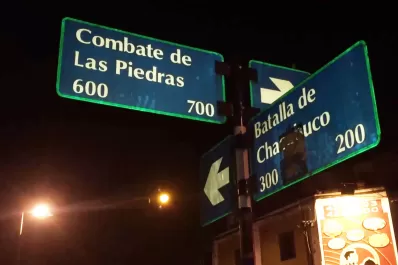 Combate de
Las Piedras
600 700
Batalla de
300 200